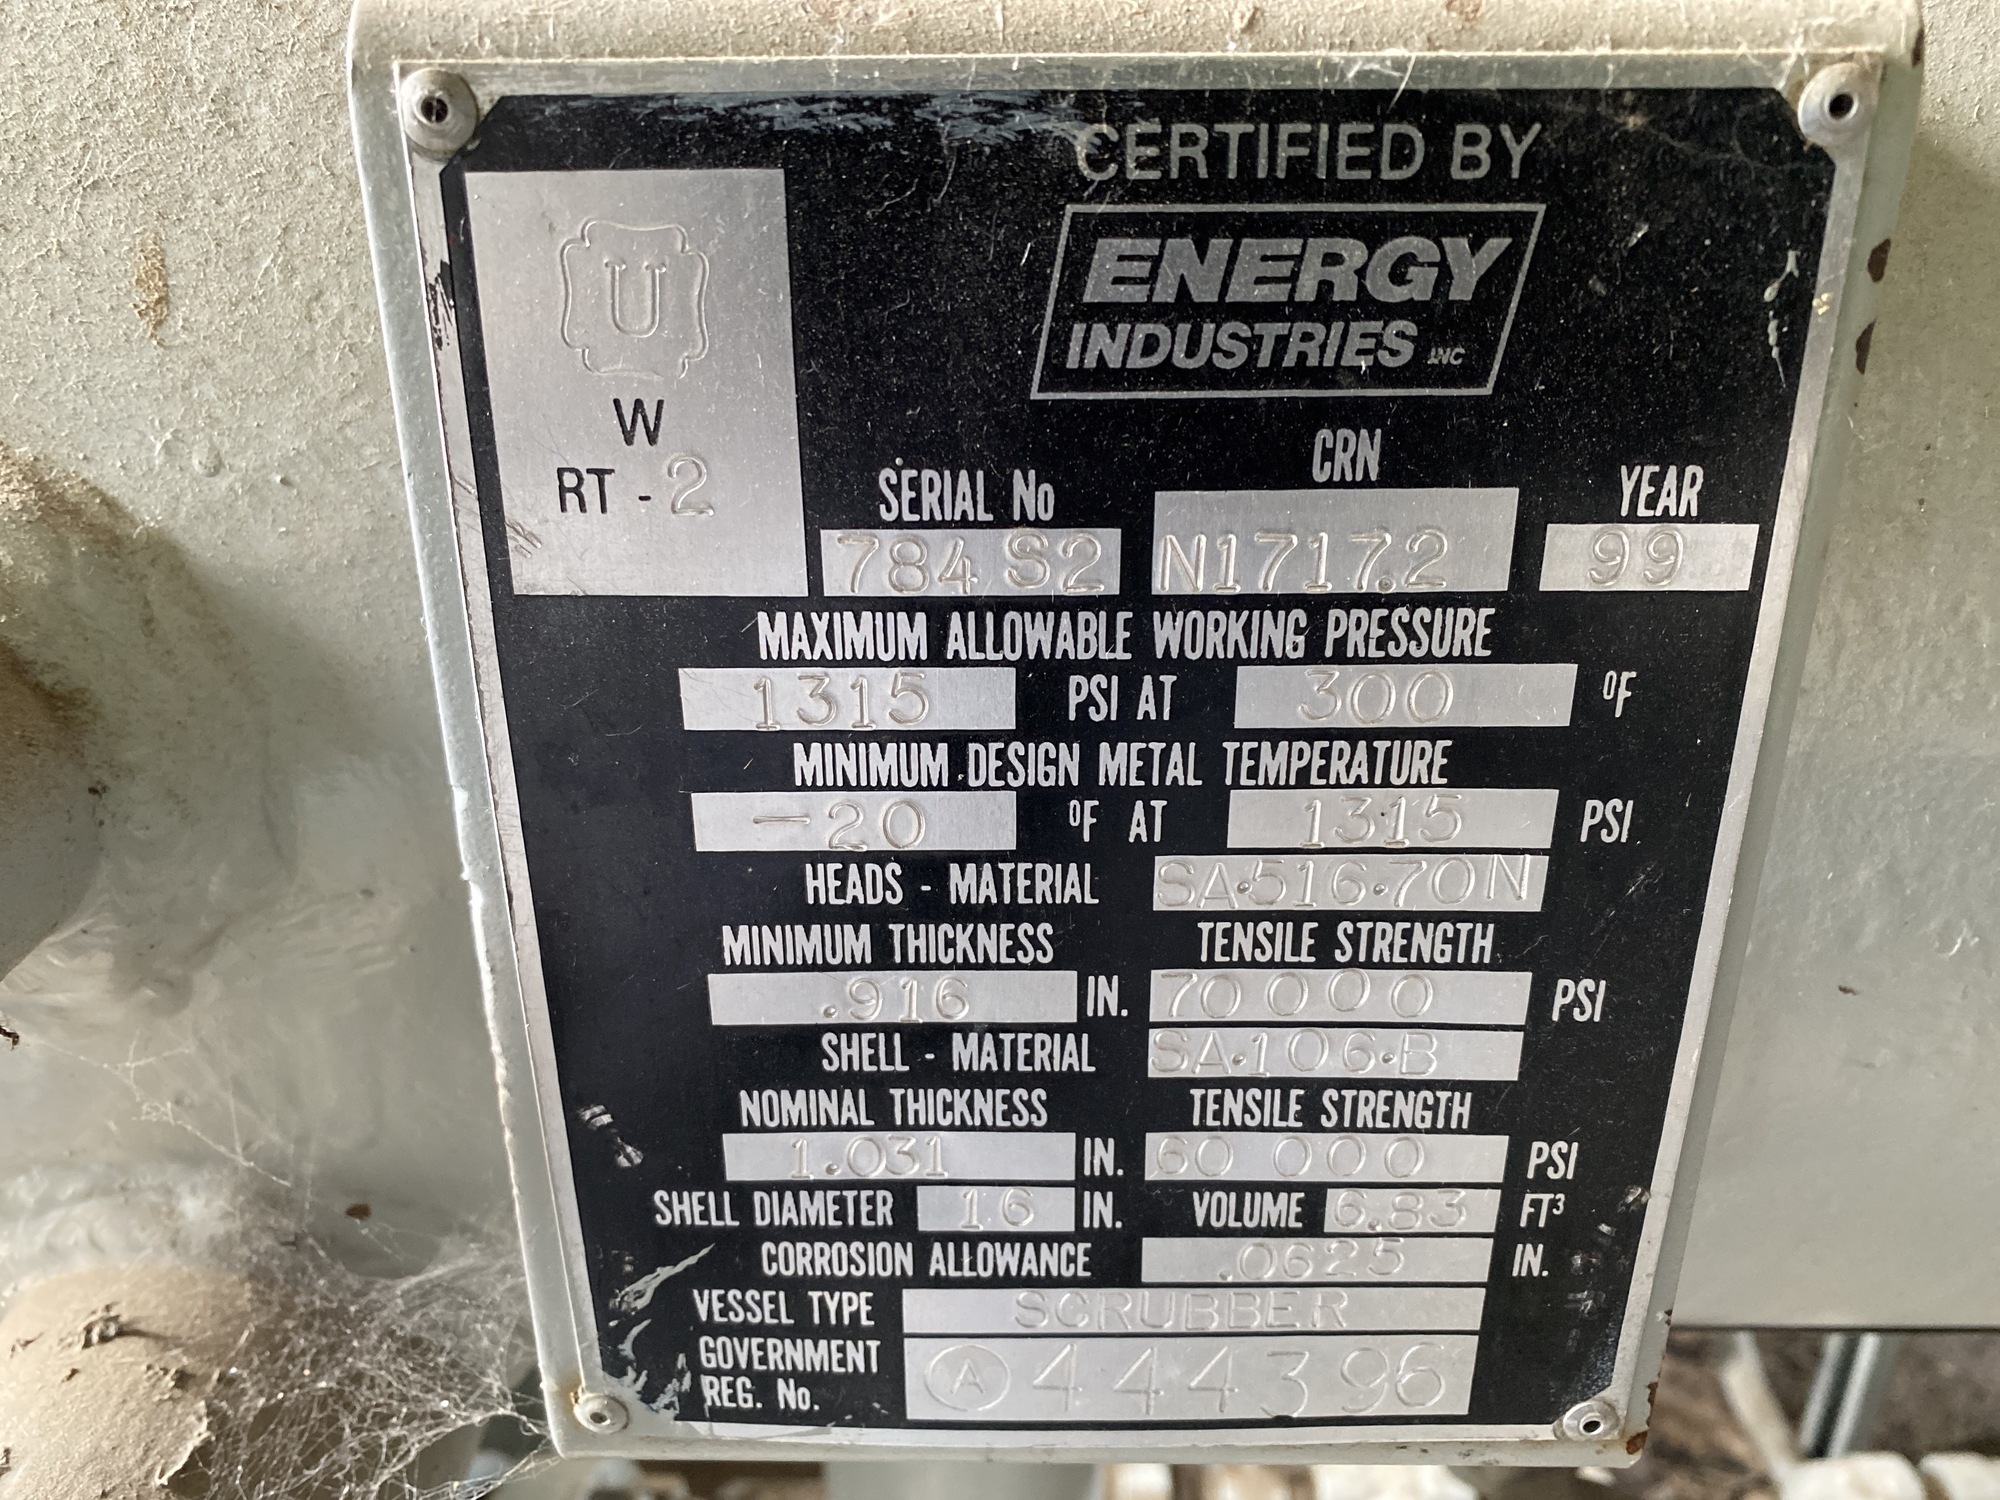 CERTIFIED BY
ENERGY
INDUSTRIES INC
U
W
RT - 2
SERIAL No CRN YEAR
784 S2 N1717.2 99
MAXIMUM ALLOWABLE WORKING PRESSURE
1315 PSI AT 300 ºF
MINIMUM DESIGN METAL TEMPERATURE
-20 ºF AT 1315 PSI
HEADS - MATERIAL SA·516·70N
MINIMUM THICKNESS TENSILE STRENGTH
.916 IN. 70 000 PSI
SHELL - MATERIAL SA·106·B
NOMINAL THICKNESS TENSILE STRENGTH
1.031 IN. 60 000 PSI
SHELL DIAMETER 16 IN. VOLUME 6.83 FT³
CORROSION ALLOWANCE .0625 IN.
VESSEL TYPE SCRUBBER
GOVERNMENT
REG. No. Ⓐ 444396